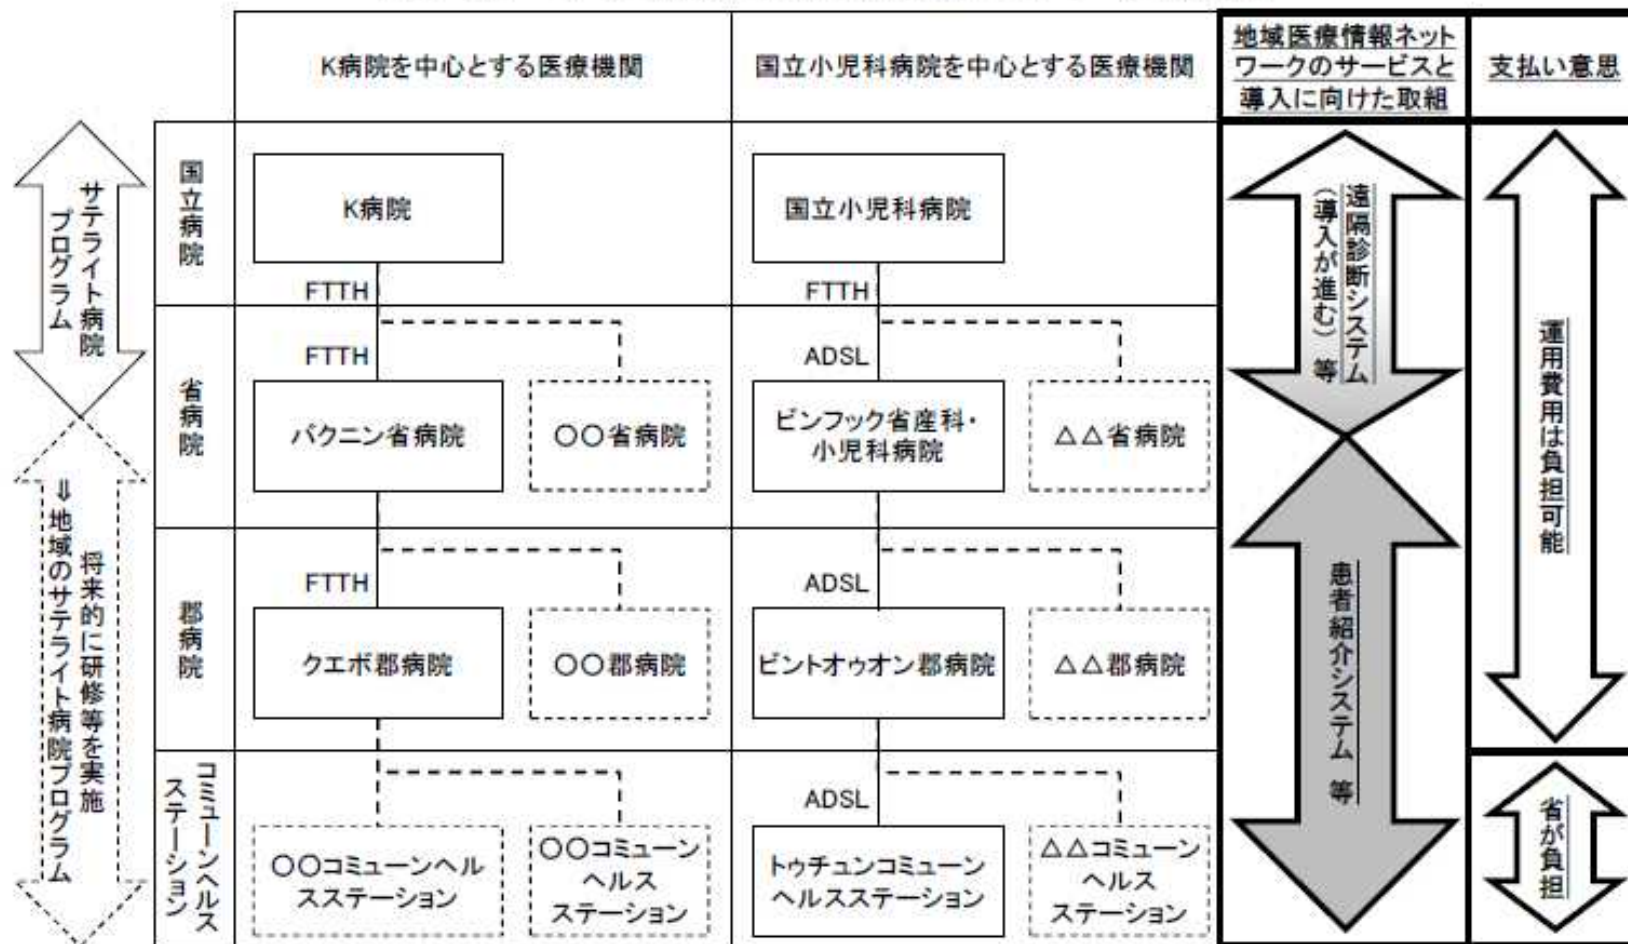 K病院を中心とする医療機関
国立小児科病院を中心とする医療機関
地域医療情報ネット
ワークのサービスと
導入に向けた取組
支払い意思
サテライト病院
プログラム
国立病院
K病院
国立小児科病院
遠隔診断システム
(導入が進む) 等
運用費用は負担可能
FTTH
FTTH
省病院
FTTH
ADSL
バクニン省病院
〇〇省病院
ビンフック省産科・
小児科病院
△△省病院
将来的に研修等を実施
⇒地域のサテライト病院プログラム
郡病院
FTTH
ADSL
クエボ郡病院
〇〇郡病院
ビントオゥオン郡病院
△△郡病院
患者紹介システム 等
コミューンヘルス
ステーション
ADSL
〇〇コミューンヘル
スステーション
〇〇コミューン
ヘルス
ステーション
トゥチュンコミューン
ヘルスステーション
△△コミューン
ヘルス
ステーション
省が負担